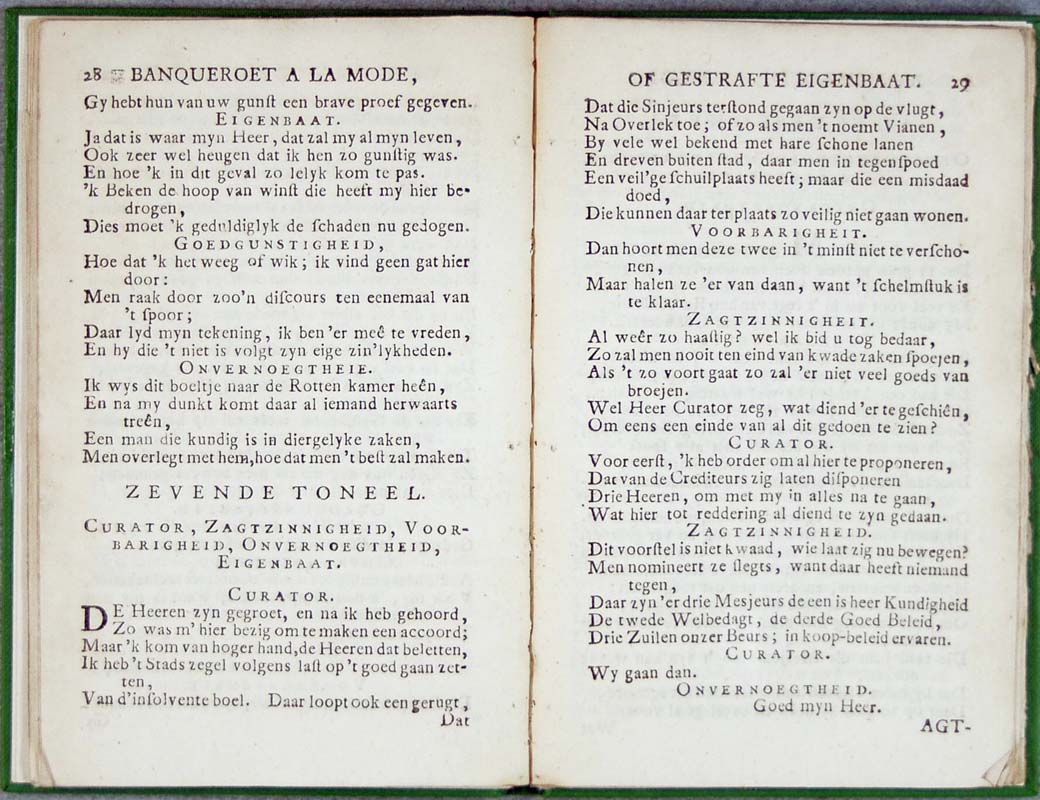 28 BANQUEROET A LA MODE,
Gy hebt hun van uw gunſt een brave proef gegeven.
EIGENBAAT.
Ja dat is waar myn Heer, dat zal my al myn leven,
Ook zeer wel heugen dat ik hen zo gunſtig was.
En hoe 'k in dit geval zo lelyk kom te pas.
'k Beken de hoop van winſt die heeft my hier be-
drogen,
Dies moet 'k geduldiglyk de ſchaden nu gedogen.
GOEDGUNSTIGHEID,
Hoe dat 'k het weeg of wik; ik vind geen gat hier
door:
Men raak door zoo'n diſcours ten eenemaal van
't ſpoor;
Daar lyd myn tekening, ik ben 'er meê te vreden,
En hy die 't niet is volgt zyn eige zin'lykheden.
ONVERNOEGTHEIE.
Ik wys dit boeltje naar de Rotten kamer heên,
En na my dunkt komt daar al iemand herwaarts
treên,
Een man die kundig is in diergelyke zaken,
Men overlegt met hem, hoe dat men 't beſt zal maken.
ZEVENDE TONEEL.
CURATOR, ZAGTZINNIGHEID, VOOR-
BARIGHEID, ONVERNOEGTHEID,
EIGENBAAT.
CURATOR.
DE Heeren zyn gegroet, en na ik heb gehoord,
Zo was m' hier bezig om te maken een accoord;
Maar 'k kom van hoger hand, de Heeren dat beletten,
Ik heb 't Stads zegel volgens laſt op 't goed gaan zet-
ten,
Van d'inſolvente boel. Daar loopt ook een gerugt,
Dat
OF GESTRAFTE EIGENBAAT. 29
Dat die Sinjeurs terſtond gegaan zyn op de vlugt,
Na Overlek toe; of zo als men 't noemt Vianen,
By vele wel bekend met hare ſchone lanen
En dreven buiten ſtad, daar men in tegenſpoed
Een veil'ge ſchuilplaats heeft; maar die een misdaad
doed,
Die kunnen daar ter plaats zo veilig niet gaan wonen.
VOORBARIGHEIT.
Dan hoort men deze twee in 't minſt niet te verſcho-
nen,
Maar halen ze 'er van daan, want 't ſchelmſtuk is
te klaar.
ZAGTZINNIGHEIT.
Al weêr zo haaſtig? wel ik bid u tog bedaar,
Zo zal men nooit ten eind van kwade zaken ſpoejen,
Als 't zo voort gaat zo zal 'er niet veel goeds van
broejen.
Wel Heer Curator zeg, wat diend 'er te geſchiên,
Om eens een einde van al dit gedoen te zien?
CURATOR.
Voor eerſt, 'k heb order om al hier te proponeren,
Dat van de Crediteurs zig laten diſponeren
Drie Heeren, om met my in alles na te gaan,
Wat hier tot reddering al diend te zyn gedaan.
ZAGTZINNIGHEID.
Dit voorſtel is niet kwaad, wie laat zig nu bewegen?
Men nomineert ze ſlegts, want daar heeft niemand
tegen,
Daar zyn 'er drie Mesjeurs de een is heer Kundigheid
De twede Welbedagt, de derde Goed Beleid,
Drie Zuilen onzer Beurs; in koop-beleid ervaren.
CURATOR.
Wy gaan dan.
ONVERNOEGTHEID.
Goed myn Heer.
AGT-